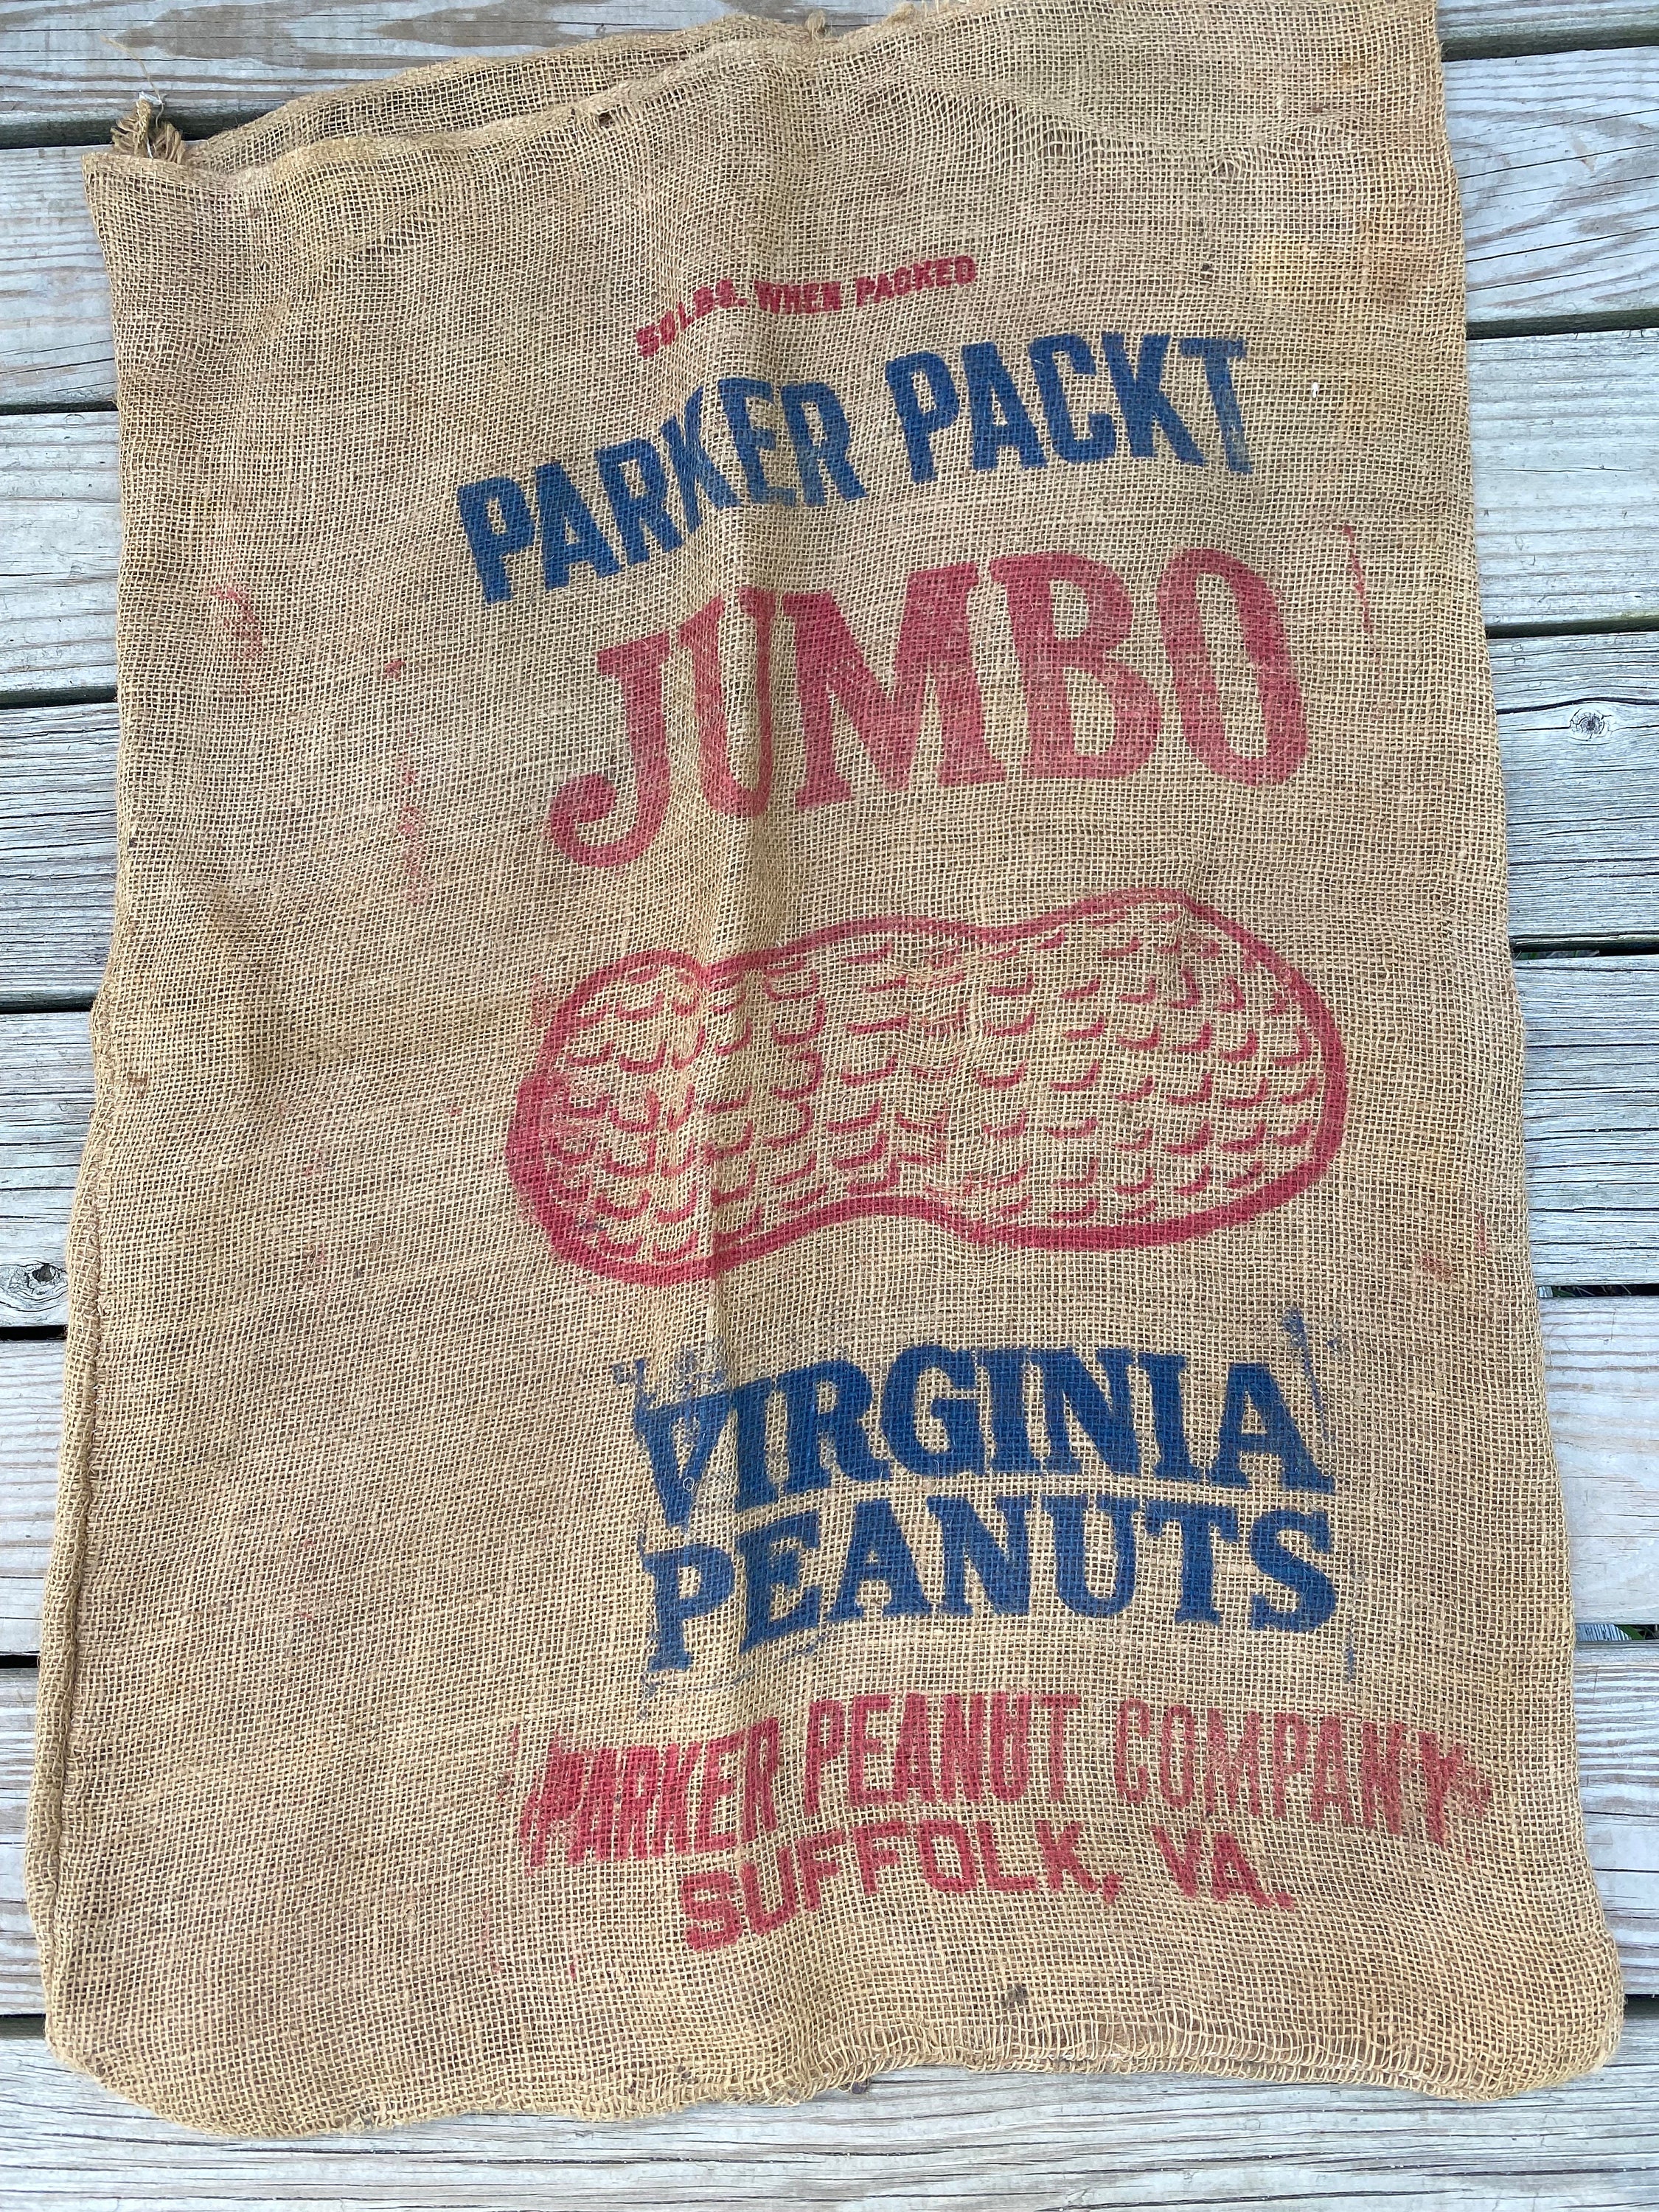 50 LBS. WHEN PACKED
PARKER PACKT
JUMBO
VIRGINIA
PEANUTS
PARKER PEANUT COMPANY
SUFFOLK, VA.